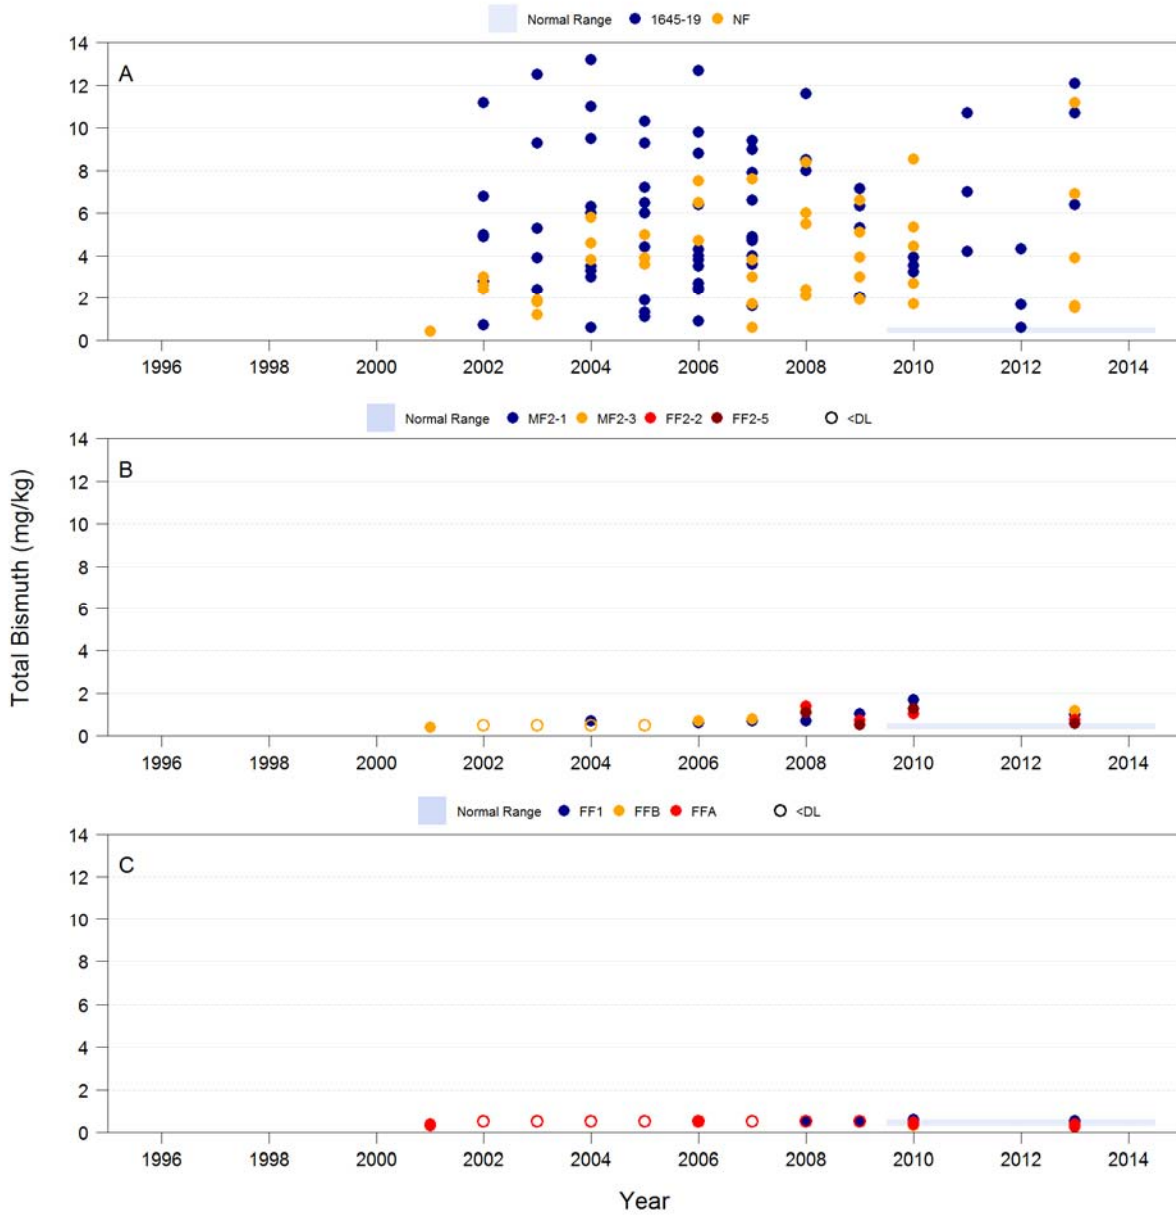 Normal Range 1645-19 NF
A
14
12
10
8
6
4
2
0
1996 1998 2000 2002 2004 2006 2008 2010 2012 2014
Normal Range MF2-1 MF2-3 FF2-2 FF2-5 <DL
B
14
12
10
8
6
4
2
0
1996 1998 2000 2002 2004 2006 2008 2010 2012 2014
Total Bismuth (mg/kg)
Normal Range FF1 FFB FFA <DL
C
14
12
10
8
6
4
2
0
1996 1998 2000 2002 2004 2006 2008 2010 2012 2014
Year